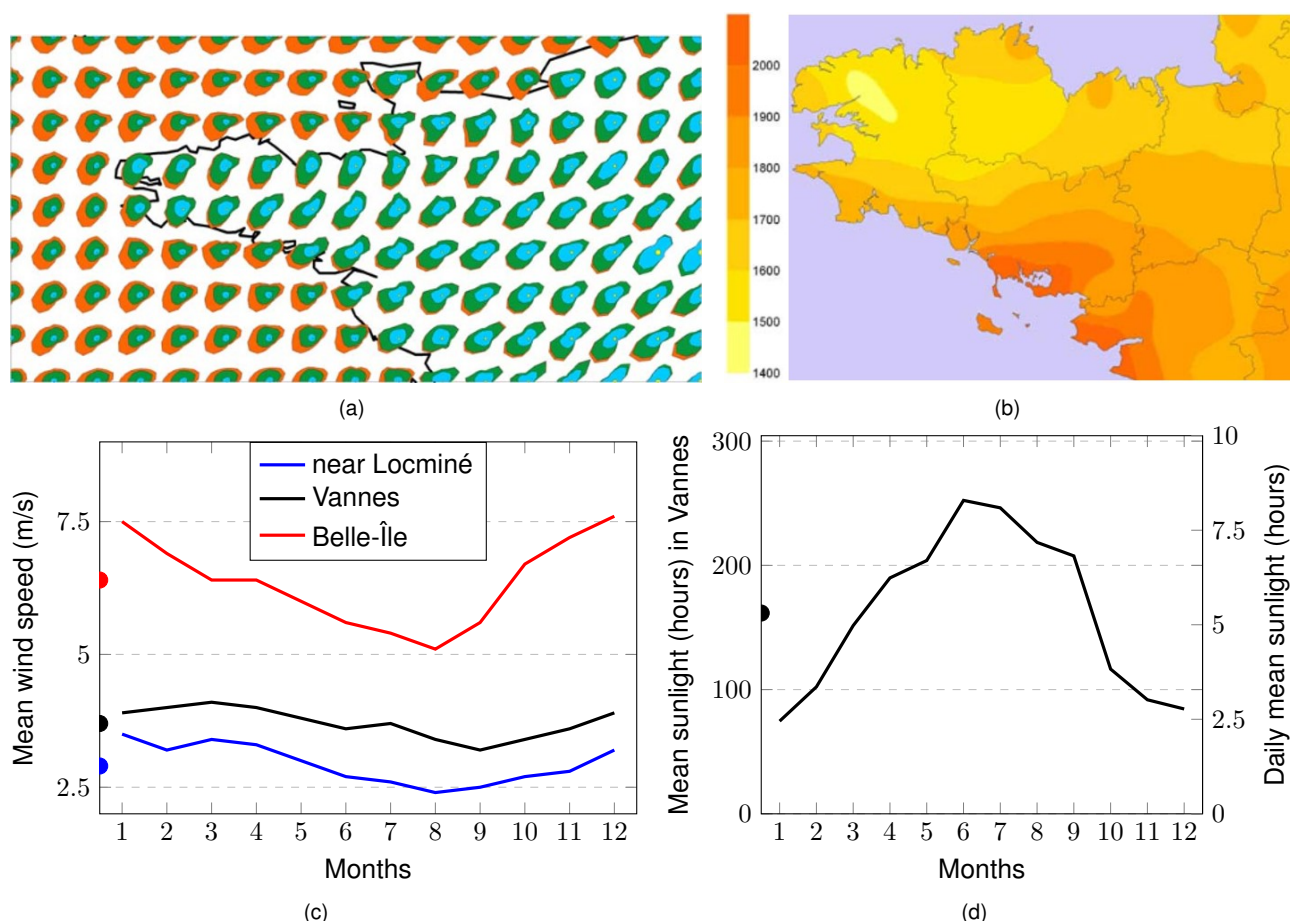 2000
1900
1800
1700
1600
1500
1400
(a)
(b)
Mean wind speed (m/s)
7.5
5
2.5
near Locminé
Vannes
Belle-Île
1 2 3 4 5 6 7 8 9 10 11 12
Months
(c)
Mean sunlight (hours) in Vannes
300
200
100
0
1 2 3 4 5 6 7 8 9 10 11 12
Months
10
7.5
5
2.5
0
Daily mean sunlight (hours)
(d)